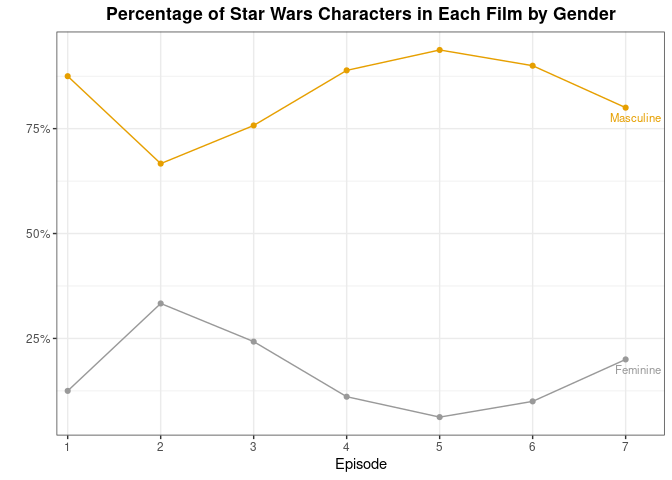 Percentage of Star Wars Characters in Each Film by Gender
75%
50%
25%
Masculine
Feminine
1 2 3 4 5 6 7
Episode